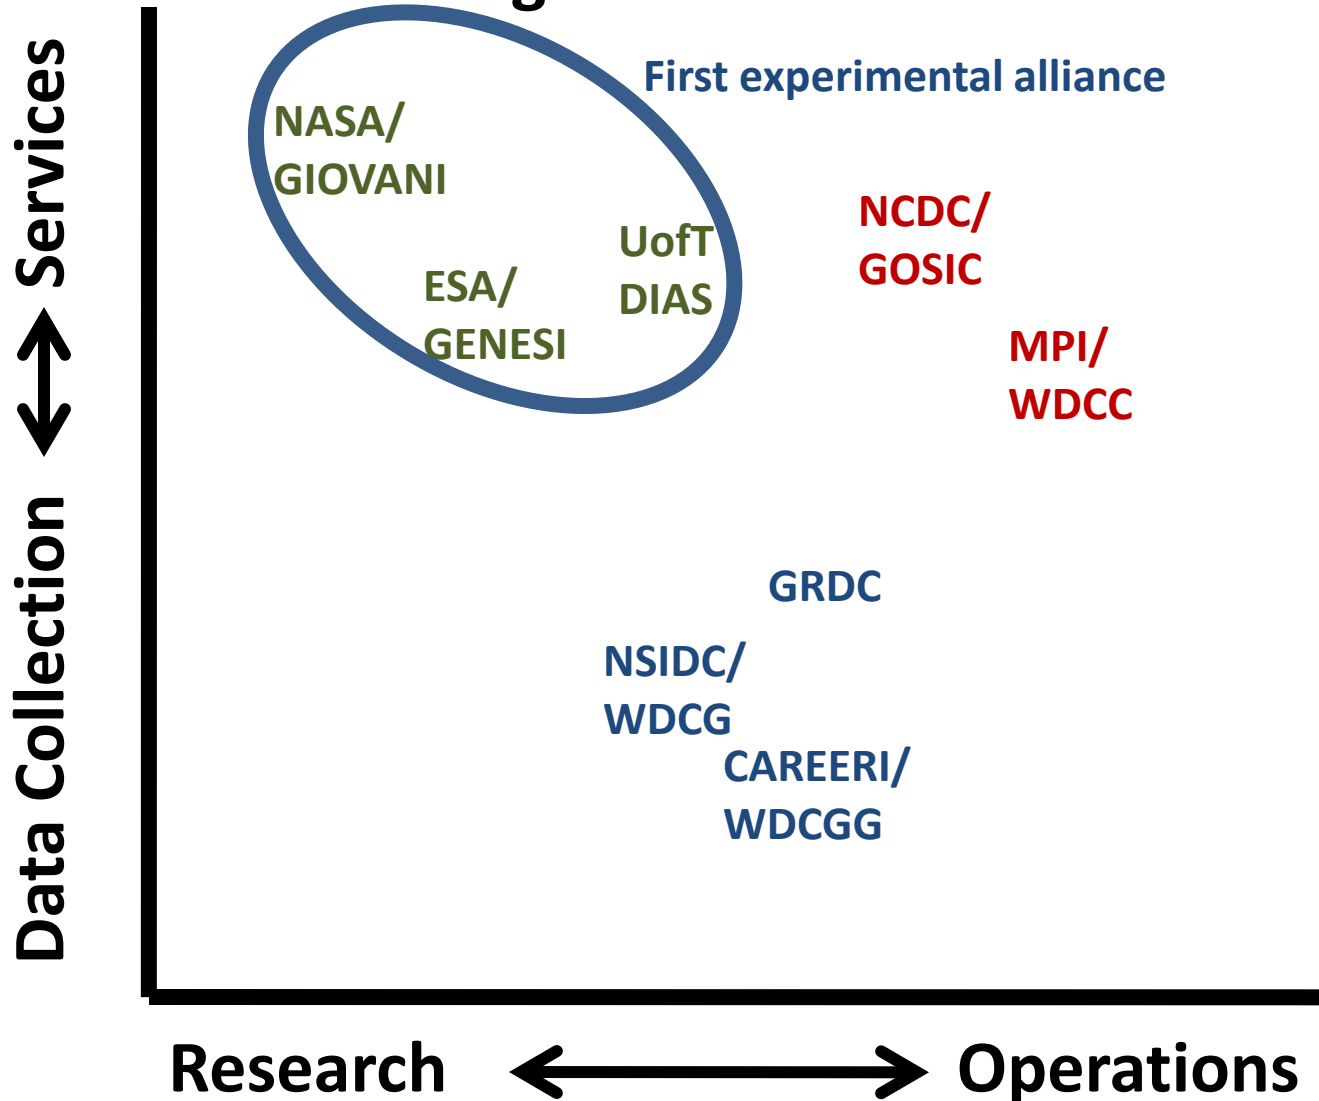 First experimental alliance
NASA/
GIOVANI
UofT
DIAS
ESA/
GENESI
NCDC/
GOSIC
MPI/
WDCC
GRDC
NSIDC/
WDCG
CAREERI/
WDCGG
Services
Data Collection
Research
Operations